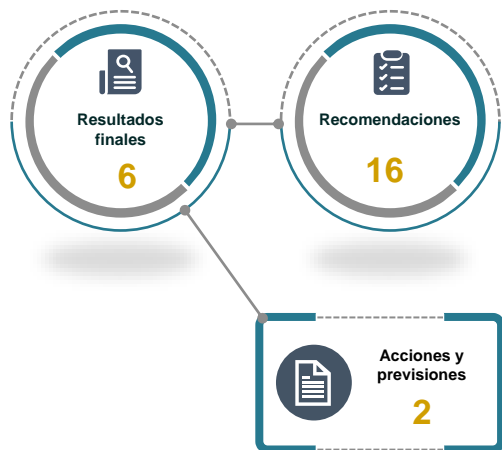 Resultados
finales
6
Recomendaciones
16
Acciones y
previsiones
2